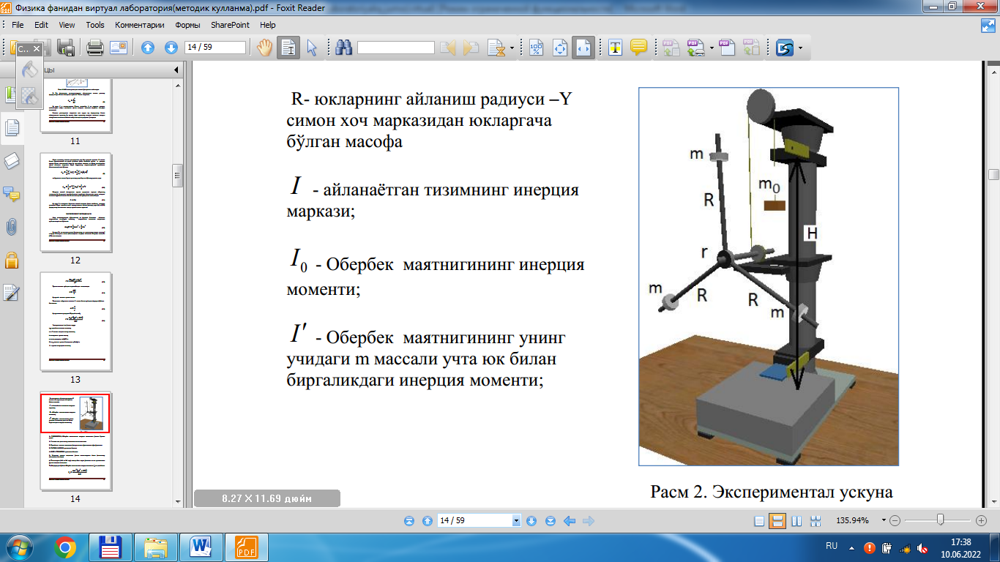 Физика фанидан виртуал лаборатория(методик кулланма).pdf - Foxit Reader
File Edit View Tools Комментарии Формы SharePoint Help
С..
14 / 59
цы
11
12
13
14
R- юкларнинг айланиш радиуси –Y
симон хоч марказидан юкларгача
бўлган масофа
I - айланаётган тизимнинг инерция
маркази;
I₀ - Обербек маятнигининг инерция
моменти;
I′ - Обербек маятнигининг унинг
учидаги m массали учта юк билан
биргаликдаги инерция моменти;
m
m₀
R
H
r
m
R
R
m
Расм 2. Экспериментал ускуна
8.27 X 11.69 дюйм
14 / 59
135.94%
RU
17:38
10.06.2022